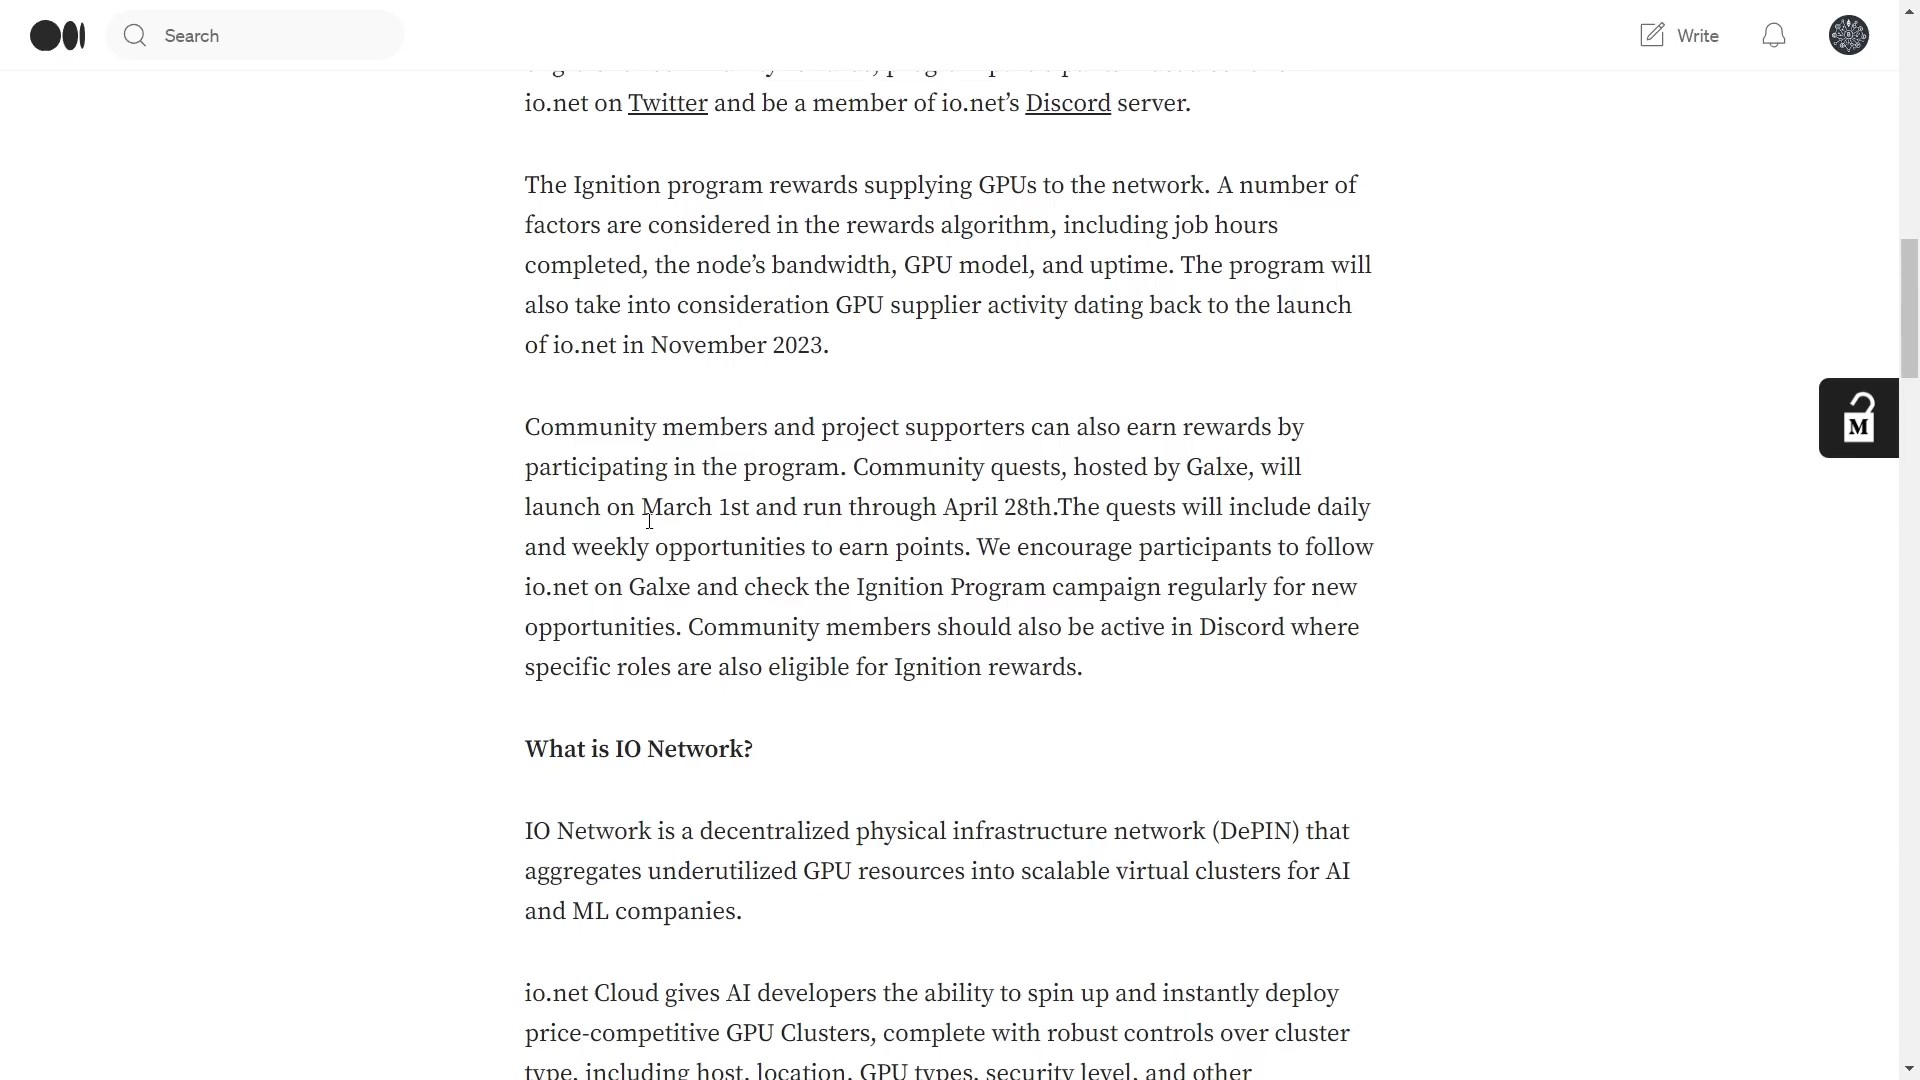 Search
Write
io.net on Twitter and be a member of io.net’s Discord server.
The Ignition program rewards supplying GPUs to the network. A number of
factors are considered in the rewards algorithm, including job hours
completed, the node’s bandwidth, GPU model, and uptime. The program will
also take into consideration GPU supplier activity dating back to the launch
of io.net in November 2023.
M
Community members and project supporters can also earn rewards by
participating in the program. Community quests, hosted by Galxe, will
launch on March 1st and run through April 28th.The quests will include daily
and weekly opportunities to earn points. We encourage participants to follow
io.net on Galxe and check the Ignition Program campaign regularly for new
opportunities. Community members should also be active in Discord where
specific roles are also eligible for Ignition rewards.
What is IO Network?
IO Network is a decentralized physical infrastructure network (DePIN) that
aggregates underutilized GPU resources into scalable virtual clusters for AI
and ML companies.
io.net Cloud gives AI developers the ability to spin up and instantly deploy
price-competitive GPU Clusters, complete with robust controls over cluster
type, including host, location, GPU types, security level, and other